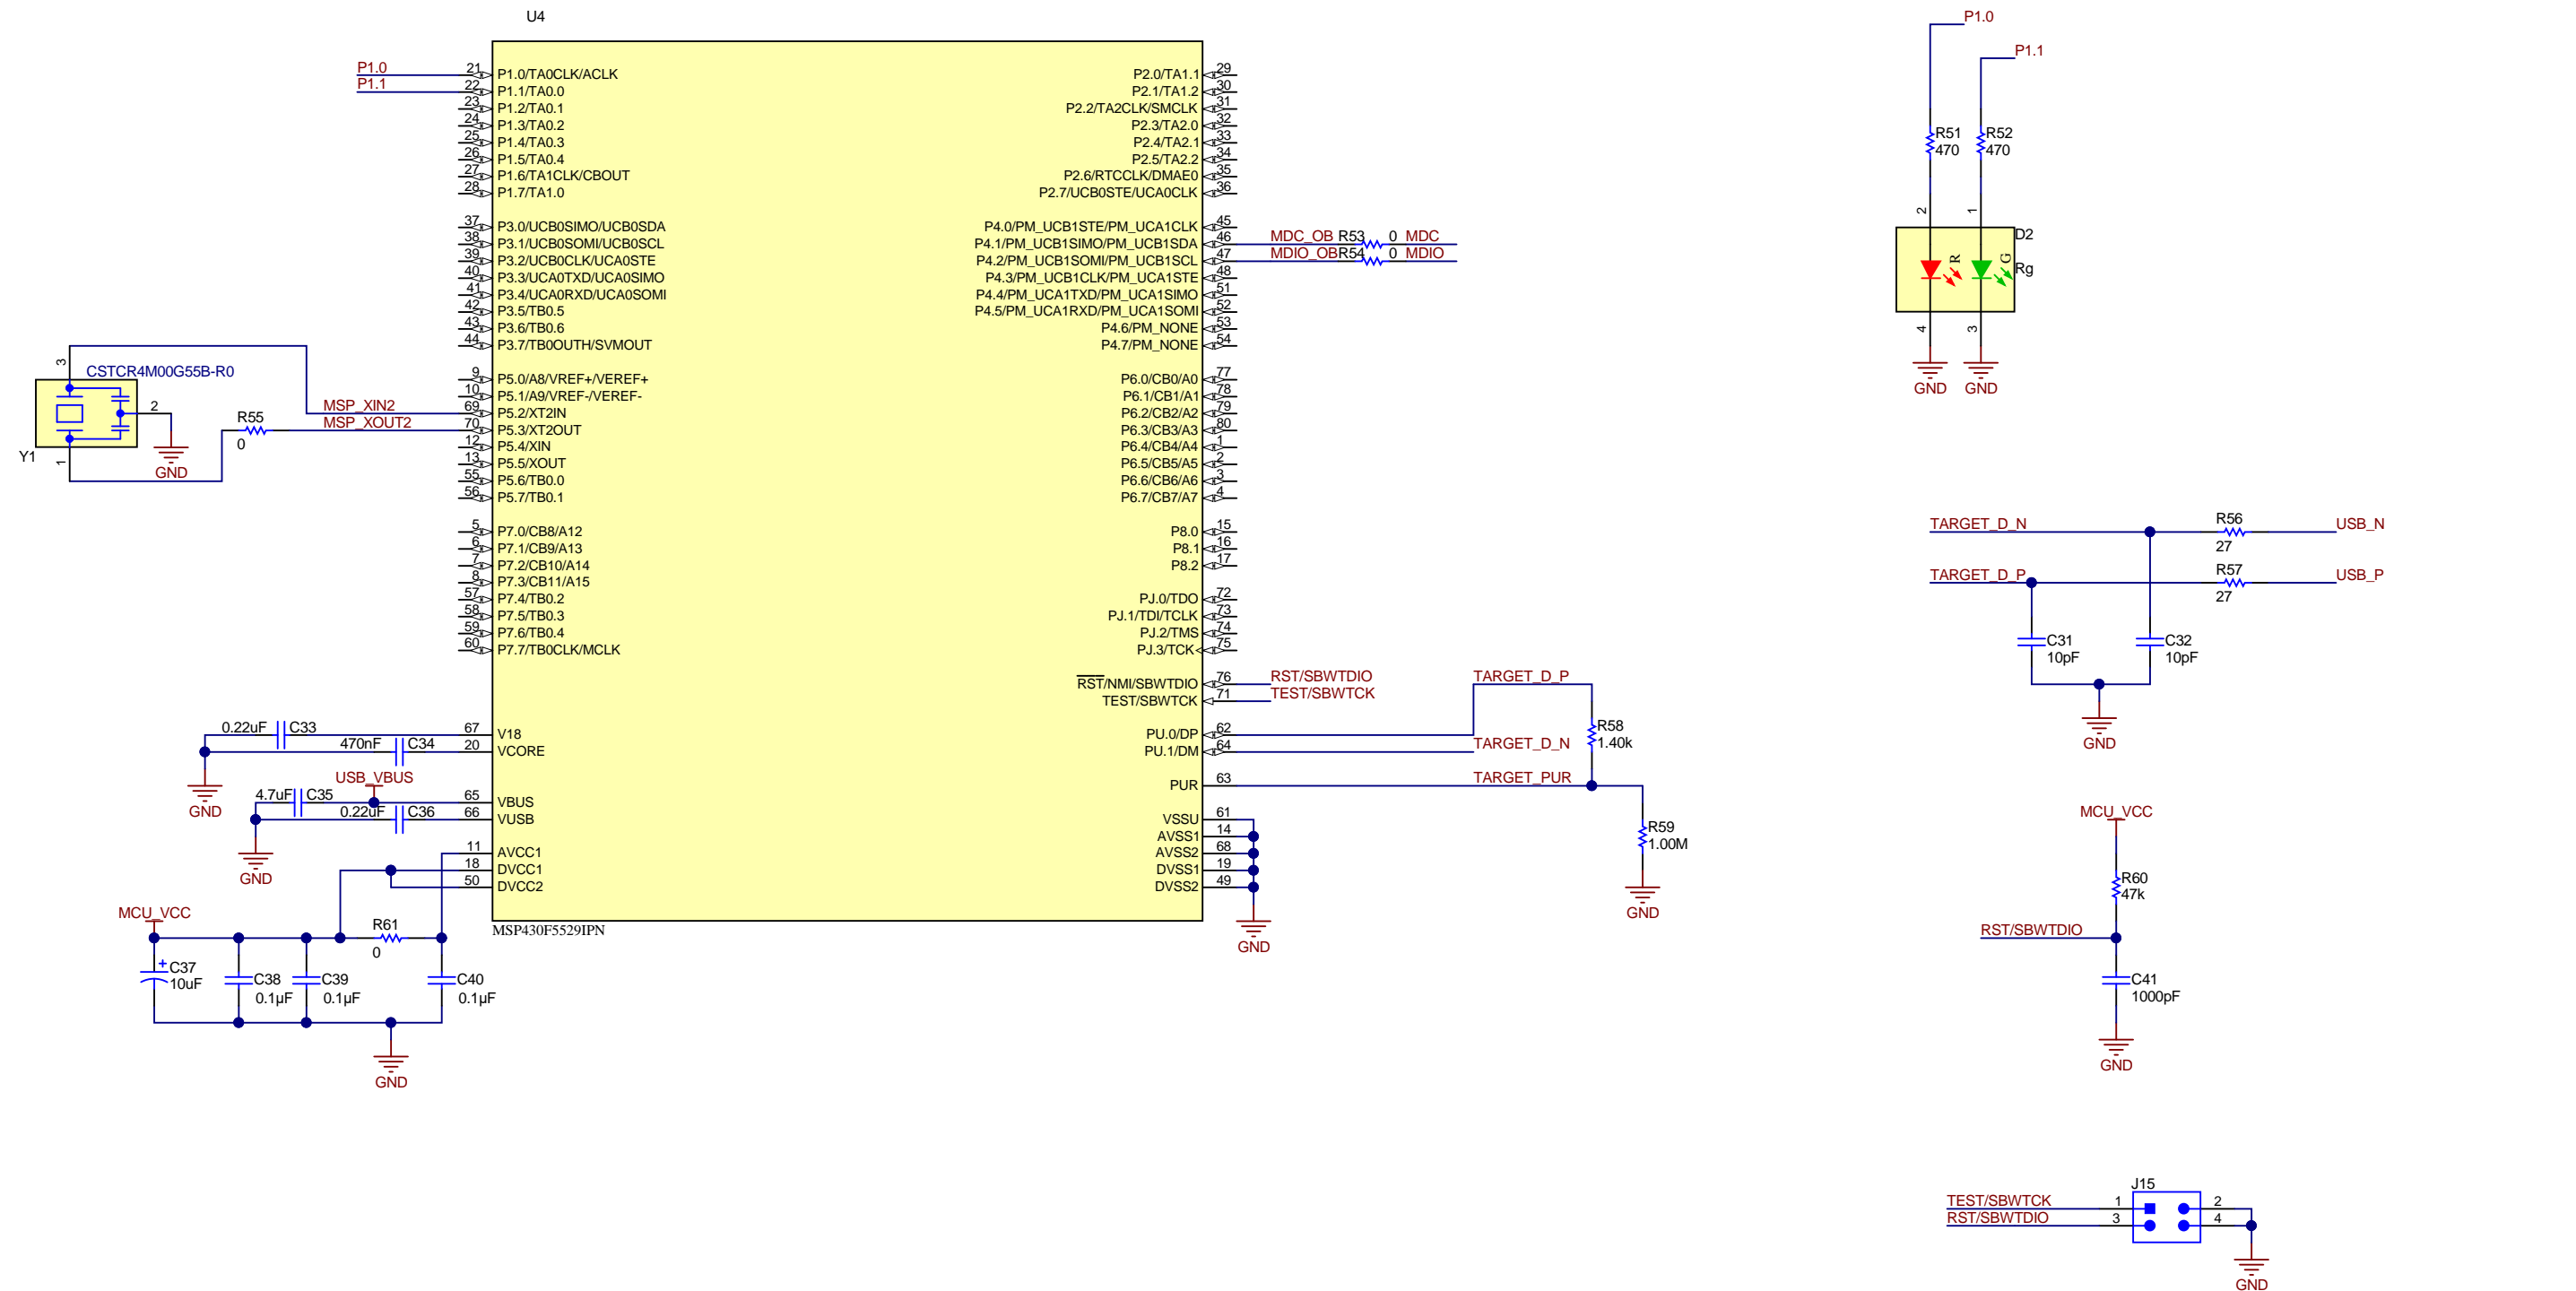 U4
P1.0 21 P1.0/TA0CLK/ACLK
P1.1 22 P1.1/TA0.0
23 P1.2/TA0.1
24 P1.3/TA0.2
25 P1.4/TA0.3
26 P1.5/TA0.4
27 P1.6/TA1CLK/CBOUT
28 P1.7/TA1.0
37 P3.0/UCB0SIMO/UCB0SDA
38 P3.1/UCB0SOMI/UCB0SCL
39 P3.2/UCB0CLK/UCA0STE
40 P3.3/UCA0TXD/UCA0SIMO
41 P3.4/UCA0RXD/UCA0SOMI
42 P3.5/TB0.5
43 P3.6/TB0.6
44 P3.7/TB0OUTH/SVMOUT
9 P5.0/A8/VREF+/VEREF+
10 P5.1/A9/VREF-/VEREF-
MSP_XIN2 69 P5.2/XT2IN
MSP_XOUT2 70 P5.3/XT2OUT
12 P5.4/XIN
13 P5.5/XOUT
55 P5.6/TB0.0
56 P5.7/TB0.1
5 P7.0/CB8/A12
6 P7.1/CB9/A13
7 P7.2/CB10/A14
8 P7.3/CB11/A15
57 P7.4/TB0.2
58 P7.5/TB0.3
59 P7.6/TB0.4
60 P7.7/TB0CLK/MCLK
67 V18
20 VCORE
65 VBUS
66 VUSB
11 AVCC1
18 DVCC1
50 DVCC2
MSP430F5529IPN
P2.0/TA1.1 29
P2.1/TA1.2 30
P2.2/TA2CLK/SMCLK 31
P2.3/TA2.0 32
P2.4/TA2.1 33
P2.5/TA2.2 34
P2.6/RTCCLK/DMAE0 35
P2.7/UCB0STE/UCA0CLK 36
P4.0/PM_UCB1STE/PM_UCA1CLK 45
P4.1/PM_UCB1SIMO/PM_UCB1SDA 46 MDC_OB R53 0 MDC
P4.2/PM_UCB1SOMI/PM_UCB1SCL 47 MDIO_OB R54 0 MDIO
P4.3/PM_UCB1CLK/PM_UCA1STE 48
P4.4/PM_UCA1TXD/PM_UCA1SIMO 51
P4.5/PM_UCA1RXD/PM_UCA1SOMI 52
P4.6/PM_NONE 53
P4.7/PM_NONE 54
P6.0/CB0/A0 77
P6.1/CB1/A1 78
P6.2/CB2/A2 79
P6.3/CB3/A3 80
P6.4/CB4/A4 1
P6.5/CB5/A5 2
P6.6/CB6/A6 3
P6.7/CB7/A7 4
P8.0 15
P8.1 16
P8.2 17
PJ.0/TDO 72
PJ.1/TDI/TCLK 73
PJ.2/TMS 74
PJ.3/TCK 75
RST/NMI/SBWTDIO 76 RST/SBWTDIO
TEST/SBWTCK 71 TEST/SBWTCK
PU.0/DP 62 TARGET_D_P
PU.1/DM 64 TARGET_D_N
PUR 63 TARGET_PUR
VSSU 61
AVSS1 14
AVSS2 68
DVSS1 19
DVSS2 49
GND
R58
1.40k
R59
1.00M
GND
3
CSTCR4M00G55B-R0
2
GND
Y1
1
R55
0
0.22uF C33
470nF C34
GND
USB_VBUS
4.7uF C35
0.22uF C36
GND
MCU_VCC
R61
0
+ C37
10uF
C38
0.1µF
C39
0.1µF
C40
0.1µF
GND
P1.0
P1.1
R51
470
R52
470
2 1
D2
R G
Rg
4 3
GND GND
TARGET_D_N R56 USB_N
27
TARGET_D_P R57 USB_P
27
C31
10pF
C32
10pF
GND
MCU_VCC
R60
47k
RST/SBWTDIO
C41
1000pF
GND
J15
TEST/SBWTCK 1 2
RST/SBWTDIO 3 4
GND